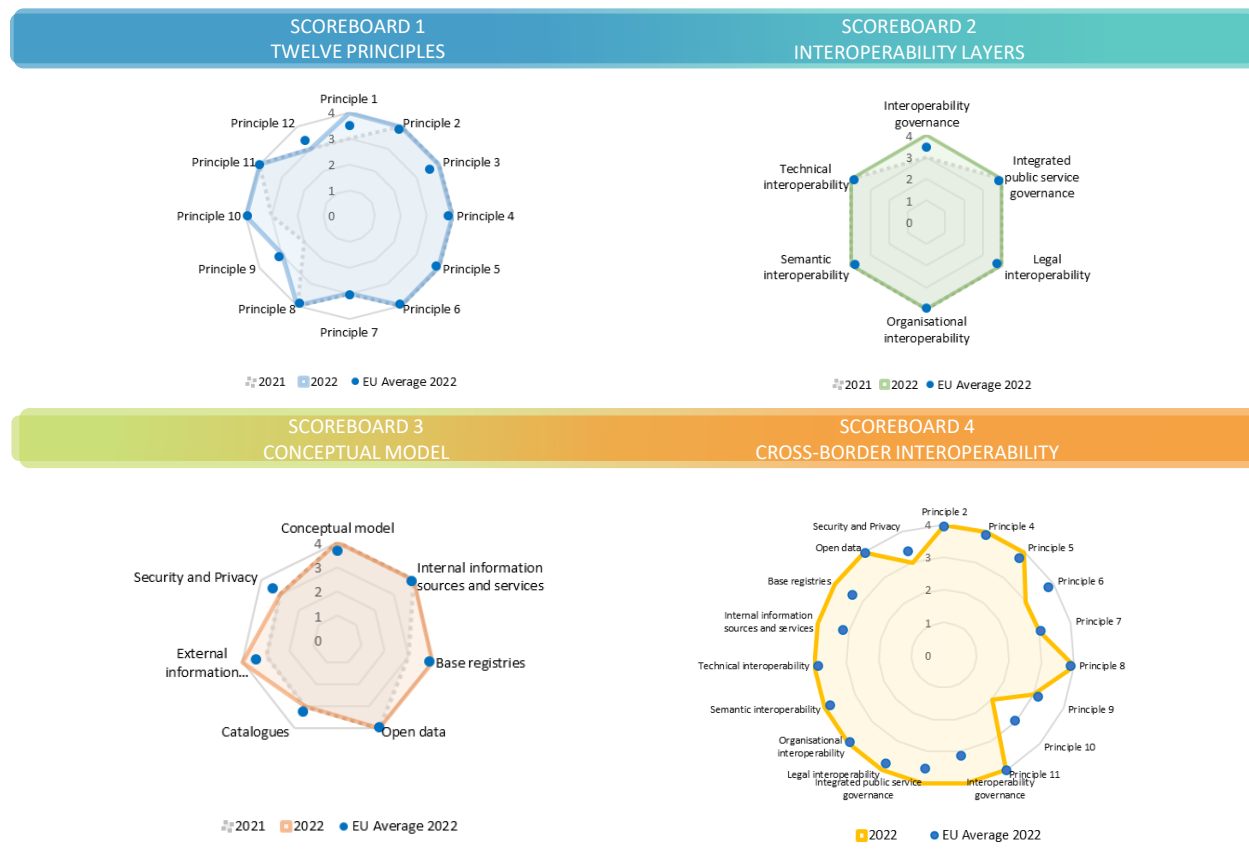 SCOREBOARD 1
TWELVE PRINCIPLES
SCOREBOARD 2
INTEROPERABILITY LAYERS
Principle 1
Principle 2
Principle 3
Principle 4
Principle 5
Principle 6
Principle 7
Principle 8
Principle 9
Principle 10
Principle 11
Principle 12
4
3
2
1
0
2021
2022
EU Average 2022
Interoperability
governance
Integrated
public service
governance
Legal
interoperability
Organisational
interoperability
Semantic
interoperability
Technical
interoperability
4
3
2
1
0
2021
2022
EU Average 2022
SCOREBOARD 3
CONCEPTUAL MODEL
SCOREBOARD 4
CROSS-BORDER INTEROPERABILITY
Conceptual model
Internal information
sources and services
Base registries
Open data
Catalogues
External
information...
Security and Privacy
4
3
2
1
0
2021
2022
EU Average 2022
Principle 2
Principle 4
Principle 5
Principle 6
Principle 7
Principle 8
Principle 9
Principle 10
Principle 11
Interoperability
governance
Integrated public service
governance
Legal interoperability
Organisational
interoperability
Semantic interoperability
Technical interoperability
Internal information
sources and services
Base registries
Open data
Security and Privacy
4
3
2
1
0
2022
EU Average 2022